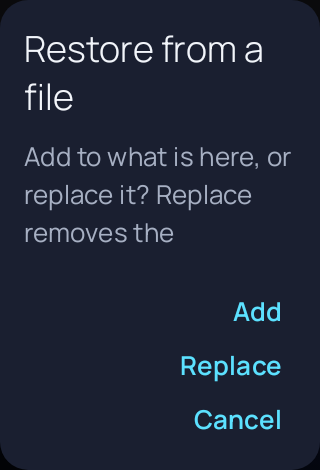 Restore from a
file
Add to what is here, or
replace it? Replace
removes the
Add
Replace
Cancel